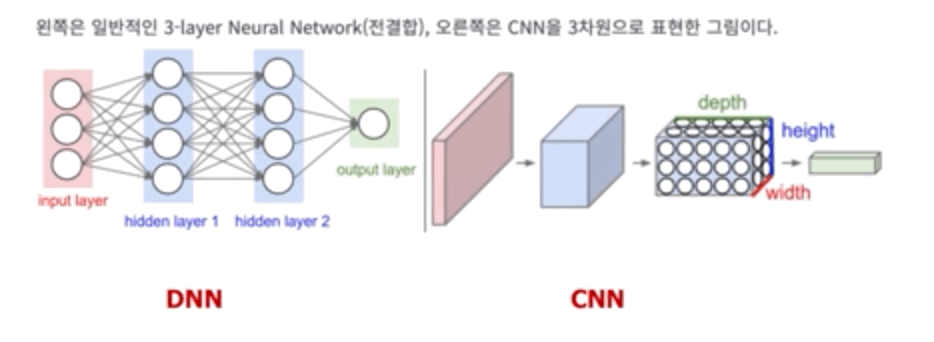 왼쪽은 일반적인 3-layer Neural Network(전결합), 오른쪽은 CNN을 3차원으로 표현한 그림이다.
input layer
hidden layer 1
hidden layer 2
output layer
depth
height
width
DNN
CNN